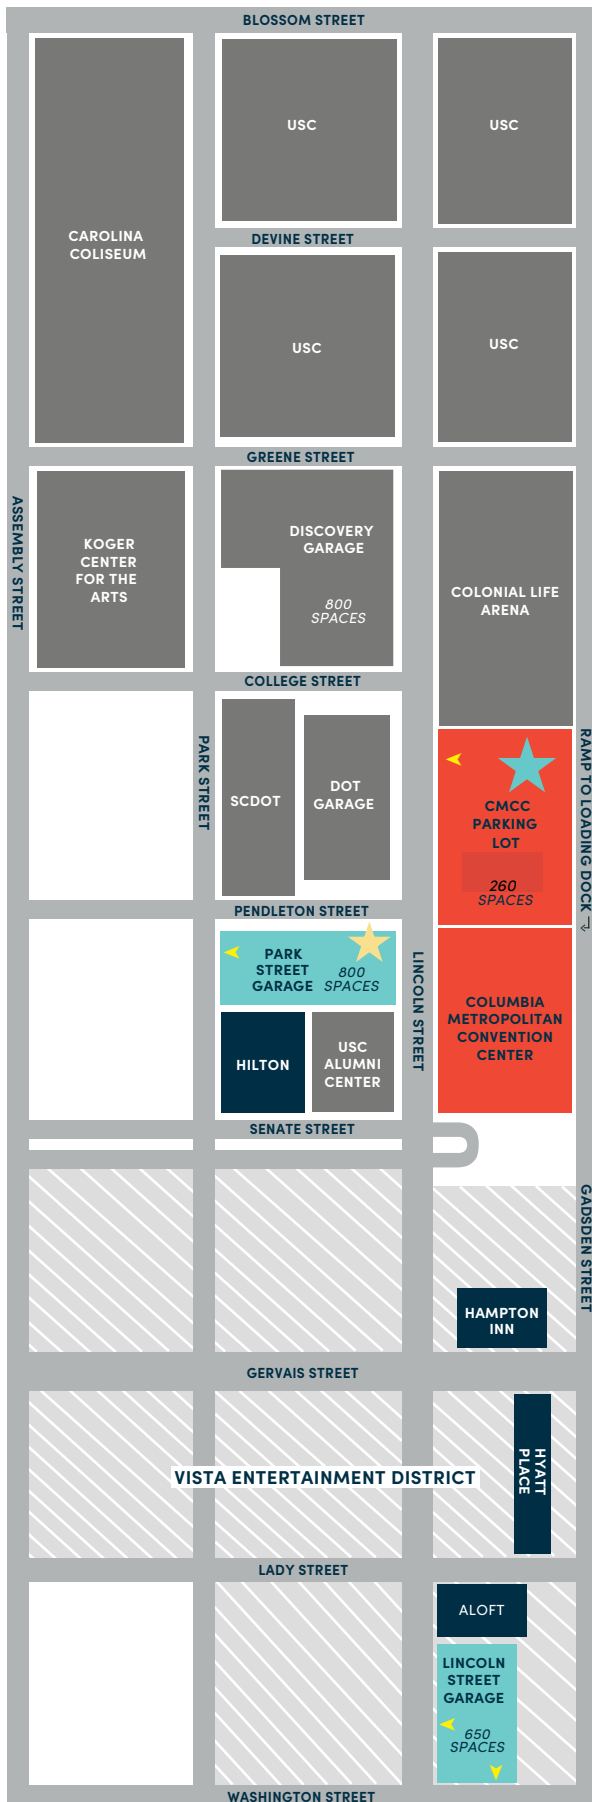 BLOSSOM STREET
USC
USC
CAROLINA
COLISEUM
DEVINE STREET
USC
USC
GREENE STREET
ASSEMBLY STREET
KOGER
CENTER
FOR THE
ARTS
DISCOVERY
GARAGE
800
SPACES
COLONIAL LIFE
ARENA
COLLEGE STREET
PARK STREET
SCDOT
DOT
GARAGE
CMCC
PARKING
LOT
260
SPACES
RAMP TO LOADING DOCK
PENDLETON STREET
PARK
STREET
GARAGE
800
SPACES
LINCOLN STREET
HILTON
USC
ALUMNI
CENTER
COLUMBIA
METROPOLITAN
CONVENTION
CENTER
SENATE STREET
GADSDEN STREET
HAMPTON
INN
GERVAIS STREET
VISTA ENTERTAINMENT DISTRICT
HYATT
PLACE
LADY STREET
ALOFT
LINCOLN
STREET
GARAGE
650
SPACES
WASHINGTON STREET